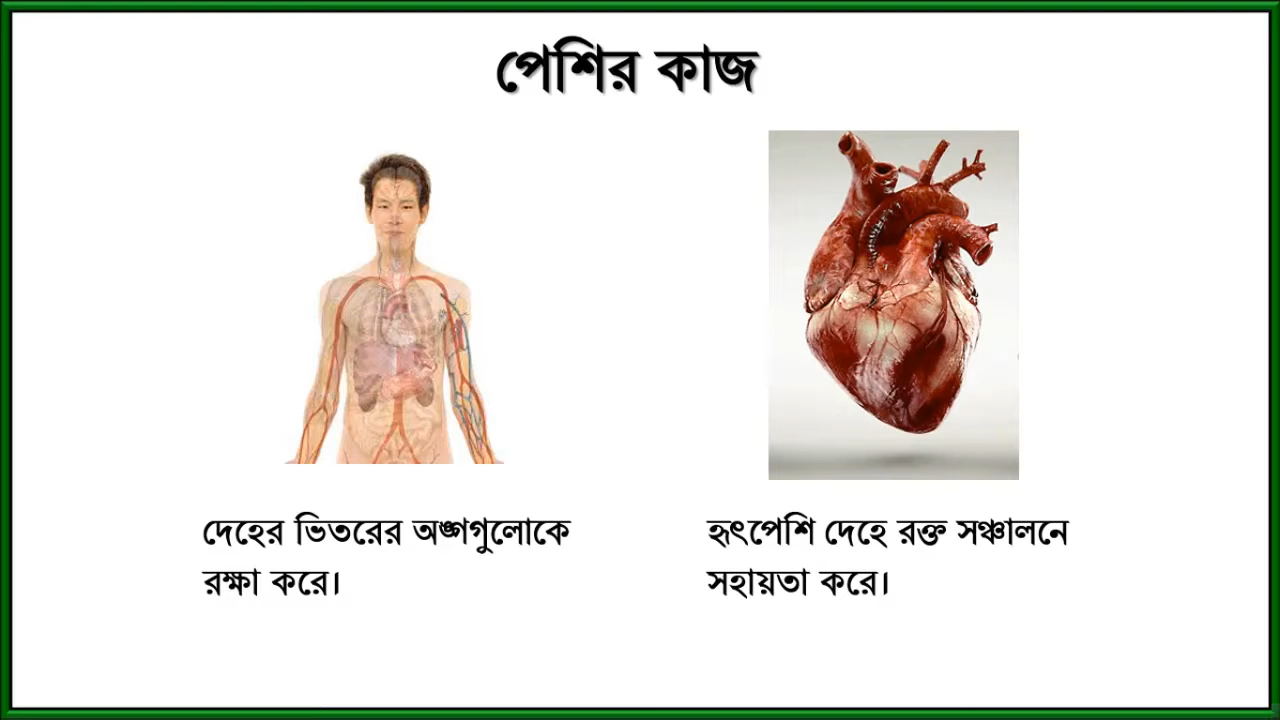 পেশির কাজ
দেহের ভিতরের অঙ্গগুলোকে
রক্ষা করে।
হৃৎপেশি দেহে রক্ত সঞ্চালনে
সহায়তা করে।